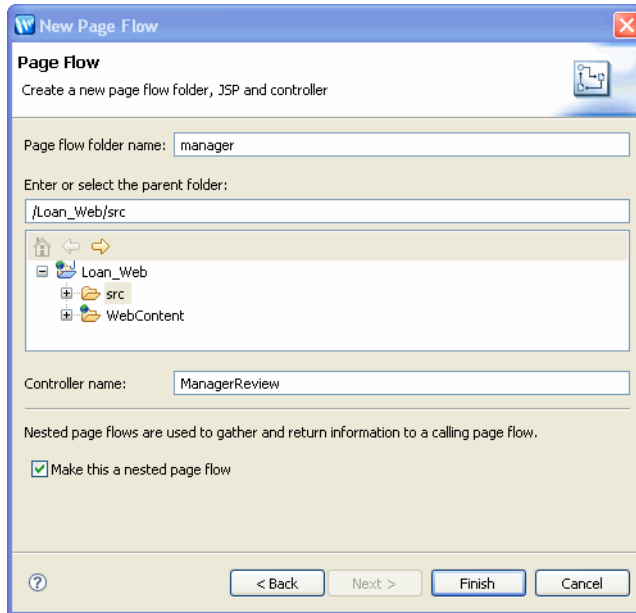 New Page Flow
Page Flow
Create a new page flow folder, JSP and controller
Page flow folder name: manager
Enter or select the parent folder:
/Loan_Web/src
Loan_Web
src
WebContent
Controller name: ManagerReview
Nested page flows are used to gather and return information to a calling page flow.
Make this a nested page flow
< Back Next > Finish Cancel